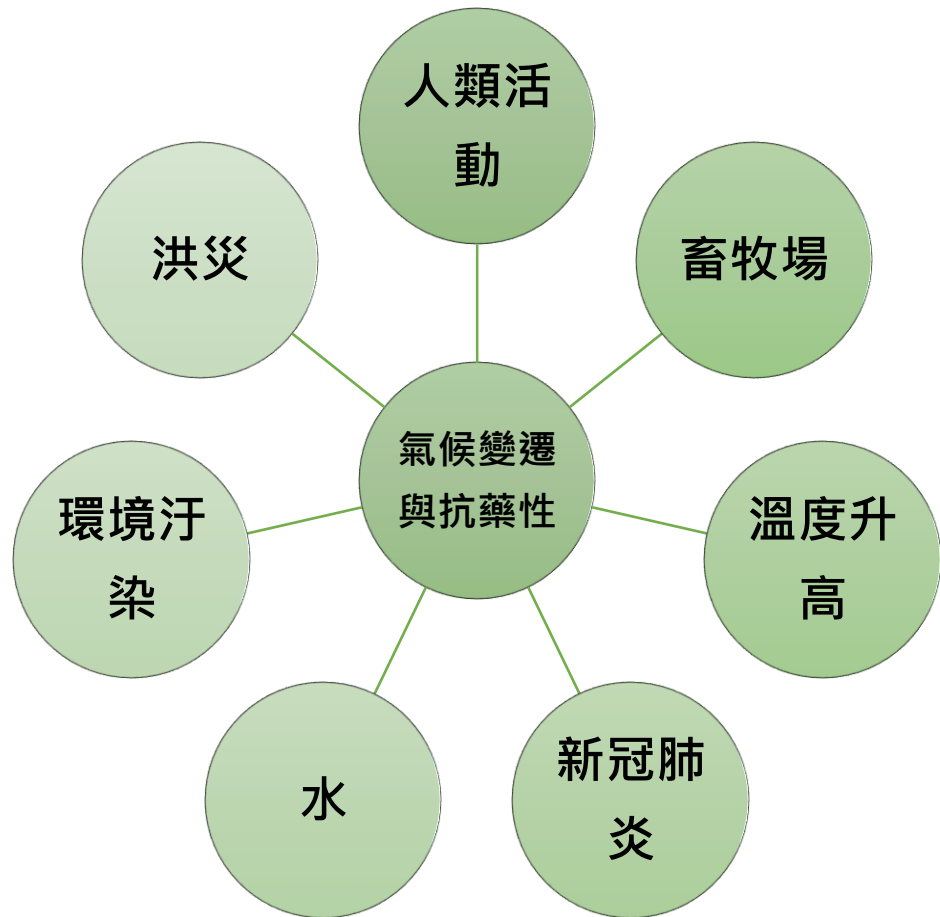 人類活
動
洪災
畜牧場
氣候變遷
與抗藥性
環境汙
染
溫度升
高
水
新冠肺
炎